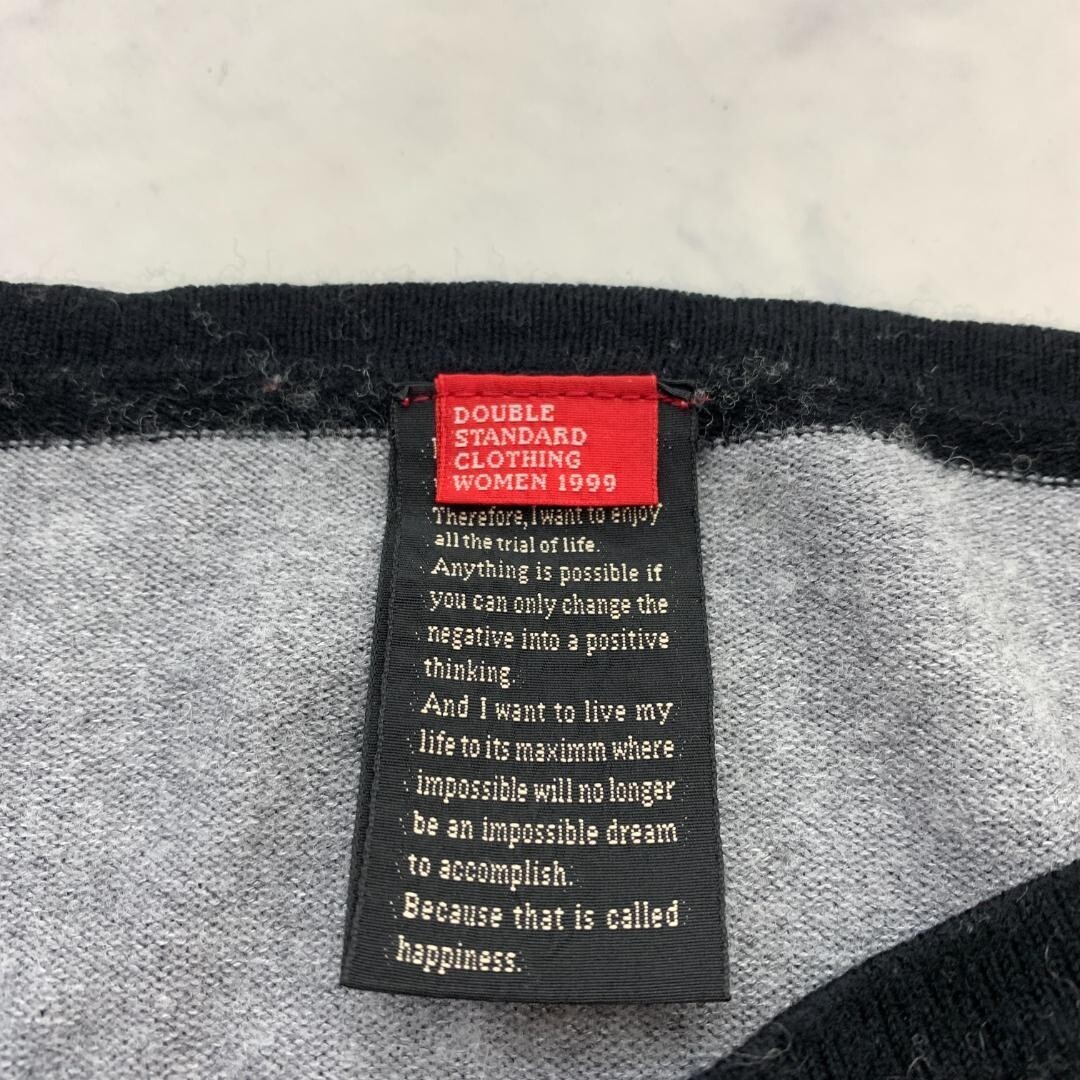 DOUBLE
STANDARD
CLOTHING
WOMEN 1999
Therefore, I want to enjoy
all the trial of life.
Anything is possible if
you can only change the
negative into a positive
thinking.
And I want to live my
life to its maximm where
impossible will no longer
be an impossible dream
to accomplish.
Because that is called
happiness.